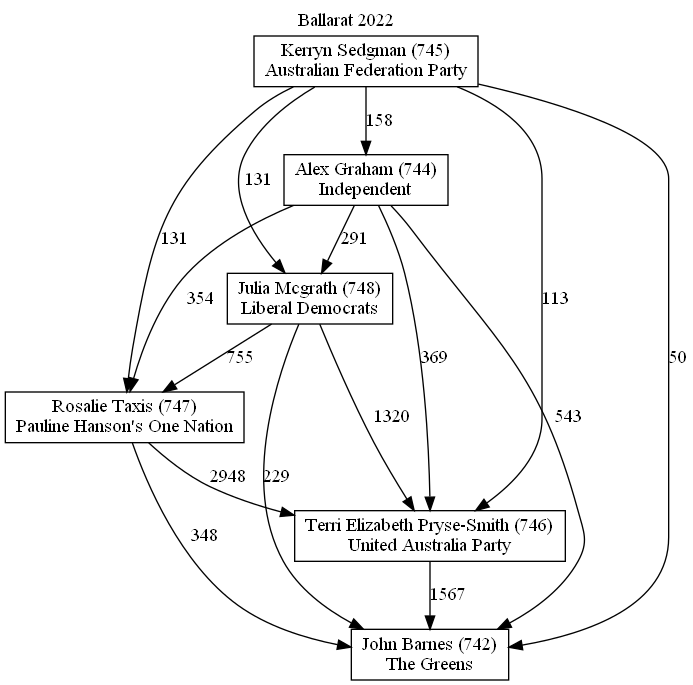 Ballarat 2022
Kerryn Sedgman (745)
Australian Federation Party
158
Alex Graham (744)
Independent
131
131
291
354
113
Julia Mcgrath (748)
Liberal Democrats
755
369
50
Rosalie Taxis (747)
Pauline Hanson's One Nation
1320
543
2948
229
348
Terri Elizabeth Pryse-Smith (746)
United Australia Party
1567
John Barnes (742)
The Greens